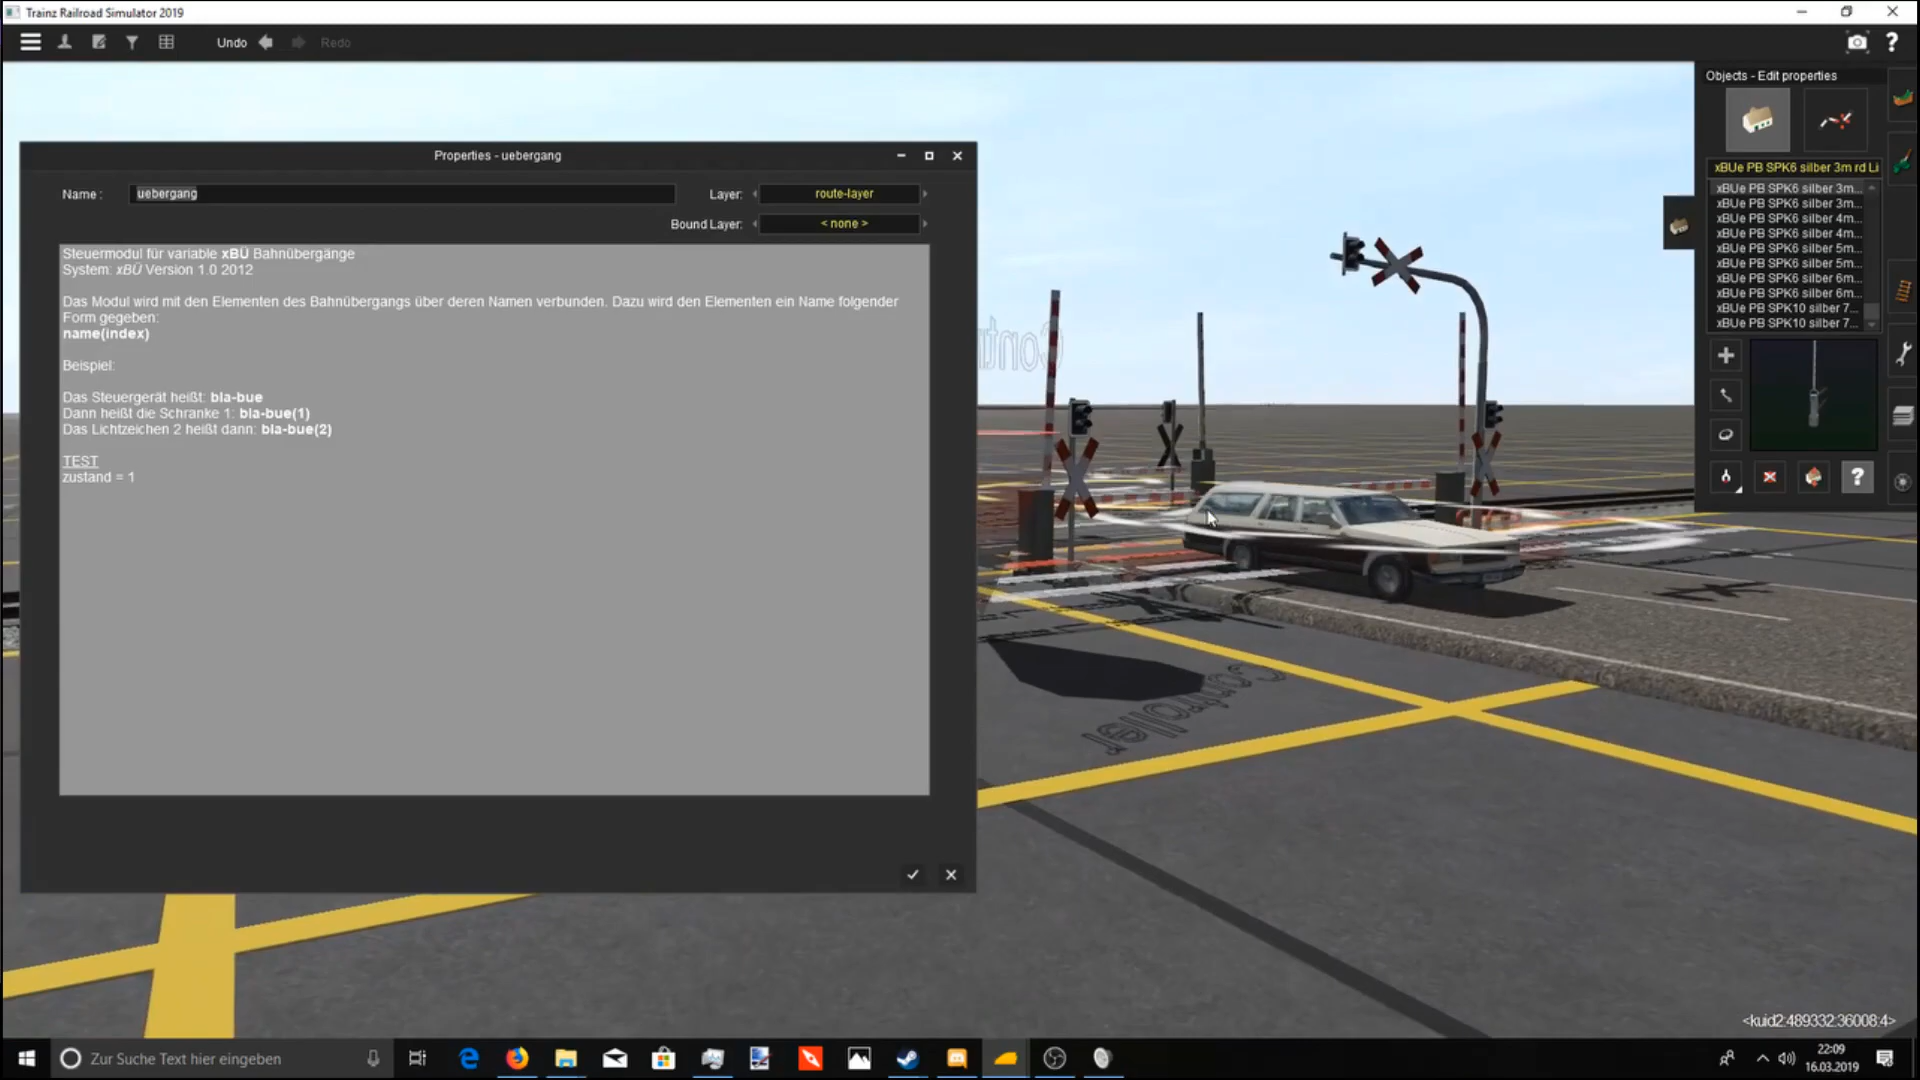 Trainz Railroad Simulator 2019
Undo
Redo
Objects - Edit properties
xBUe PB SPK6 silber 3m rd Li
xBUe PB SPK6 silber 3m...
xBUe PB SPK6 silber 3m...
xBUe PB SPK6 silber 4m...
xBUe PB SPK6 silber 4m...
xBUe PB SPK6 silber 5m...
xBUe PB SPK6 silber 5m...
xBUe PB SPK6 silber 6m...
xBUe PB SPK6 silber 6m...
xBUe PB SPK10 silber 7...
xBUe PB SPK10 silber 7...
Properties - uebergang
Name :
uebergang
Layer:
route-layer
Bound Layer:
< none >
Steuermodul für variable xBÜ Bahnübergänge
System: xBÜ Version 1.0 2012
Das Modul wird mit den Elementen des Bahnübergangs über deren Namen verbunden. Dazu wird den Elementen ein Name folgender
Form gegeben:
name(index)
Beispiel:
Das Steuergerät heißt: bla-bue
Dann heißt die Schranke 1: bla-bue(1)
Das Lichtzeichen 2 heißt dann: bla-bue(2)
TEST
zustand = 1
Contr
Controller
<kuid2:489332:36008:4>
Zur Suche Text hier eingeben
22:09
16.03.2019